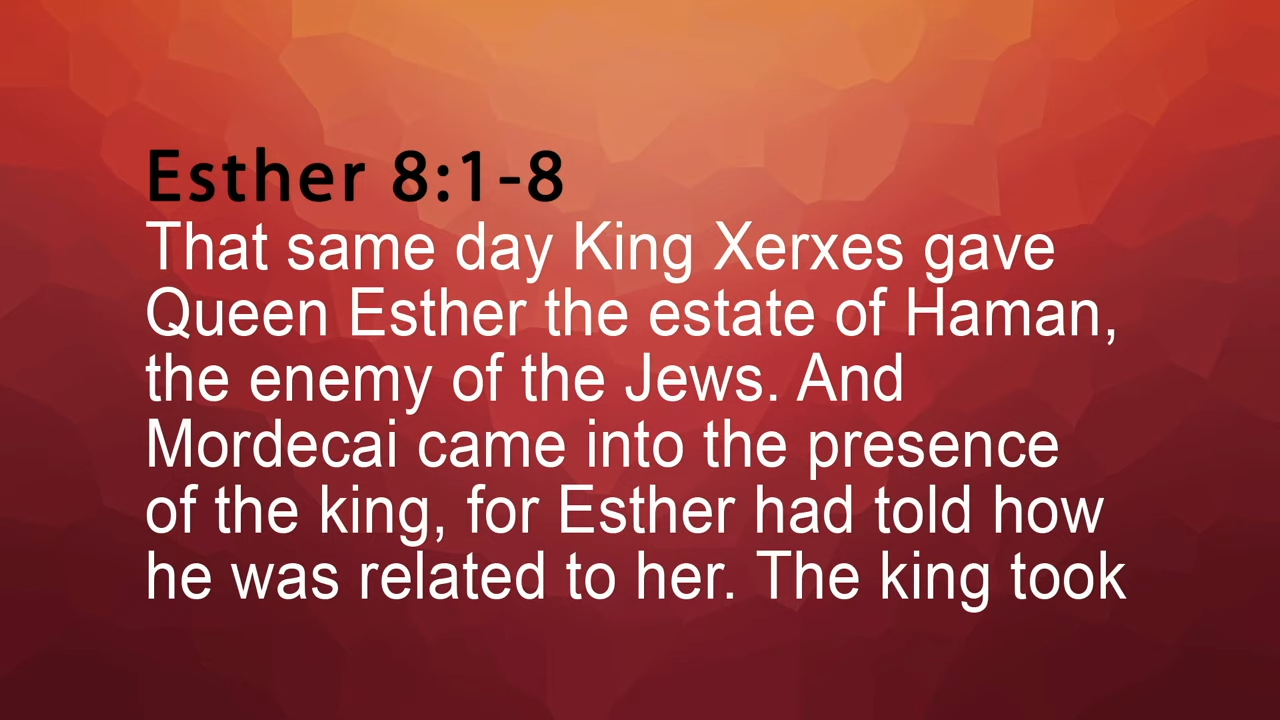 Esther 8:1-8
That same day King Xerxes gave
Queen Esther the estate of Haman,
the enemy of the Jews. And
Mordecai came into the presence
of the king, for Esther had told how
he was related to her. The king took